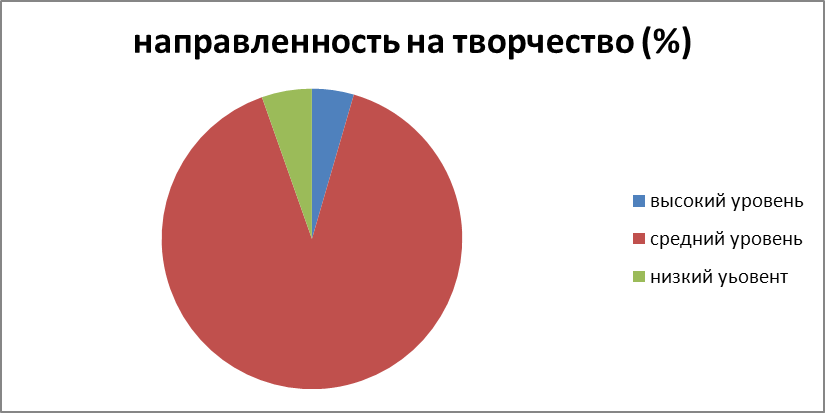 направленность на творчество (%)
высокий уровень
средний уровень
низкий уьовент